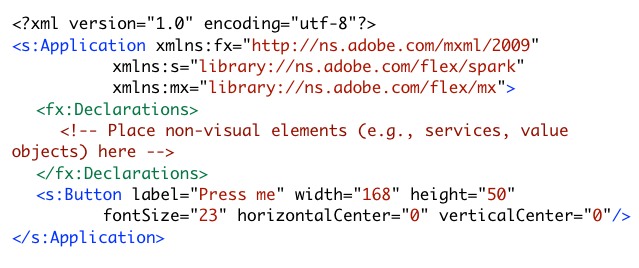 <?xml version="1.0" encoding="utf-8"?>
<s:Application xmlns:fx="http://ns.adobe.com/mxml/2009"
xmlns:s="library://ns.adobe.com/flex/spark"
xmlns:mx="library://ns.adobe.com/flex/mx">
<fx:Declarations>
<!-- Place non-visual elements (e.g., services, value
objects) here -->
</fx:Declarations>
<s:Button label="Press me" width="168" height="50"
fontSize="23" horizontalCenter="0" verticalCenter="0"/>
</s:Application>